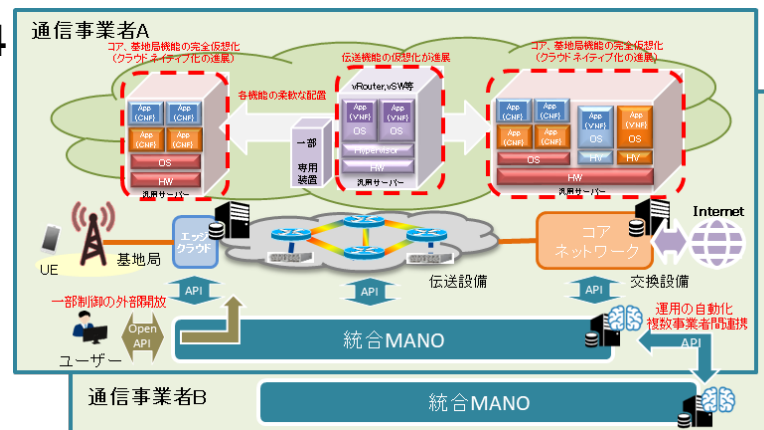 4
通信事業者A
コア、基地局機能の完全仮想化
(クラウドネイティブ化の進展)
伝送機能の仮想化が進展
コア、基地局機能の完全仮想化
(クラウドネイティブ化の進展)
各機能の柔軟な配置
vRouter,vSW等
App
(CNF)
App
(CNF)
App
(CNF)
App
(CNF)
OS
HW
汎用サーバー
一部
専用
装置
App
(VNF)
App
(VNF)
OS
OS
Hypervisor
HW
汎用サーバー
App
(CNF)
App
(CNF)
App
(CNF)
App
(CNF)
App
(VNF)
App
(VNF)
OS
OS
OS
HV
HV
HW
汎用サーバー
UE
基地局
エッジ
クラウド
伝送設備
コア
ネットワーク
交換設備
Internet
API
API
API
一部制御の外部開放
Open
API
ユーザー
統合MANO
運用の自動化
複数事業者間連携
API
通信事業者B
統合MANO